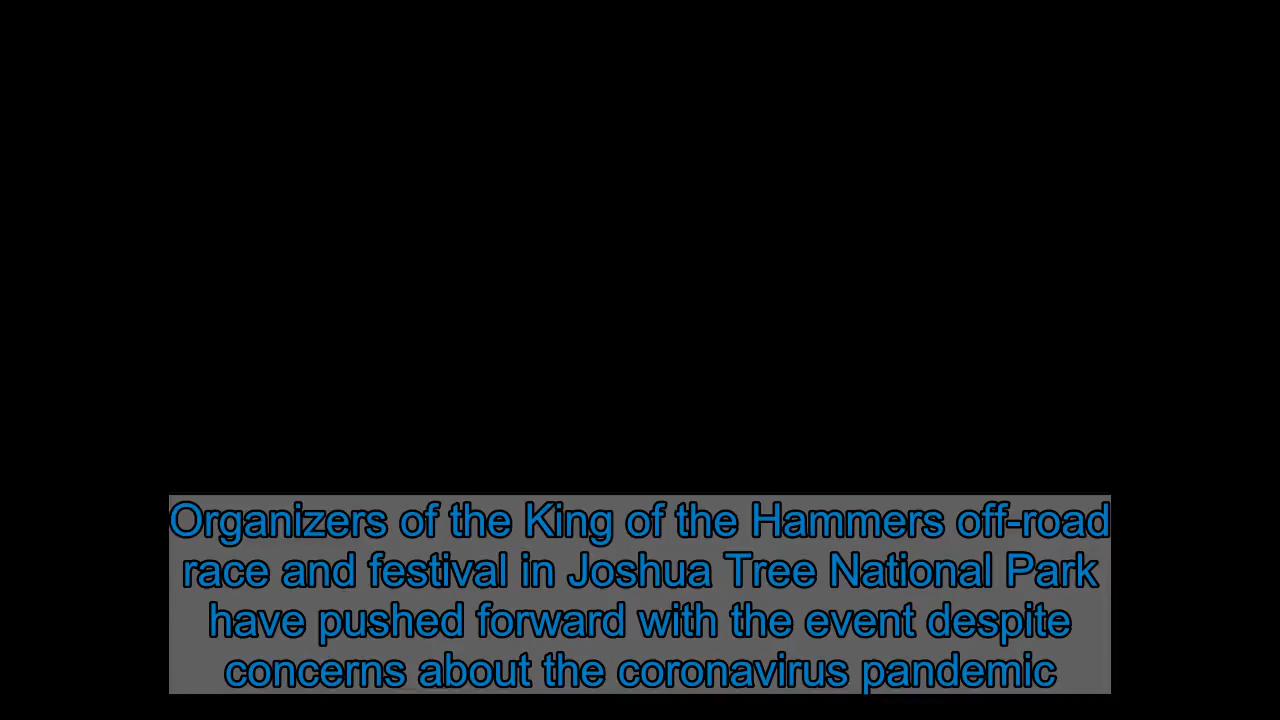 Organizers of the King of the Hammers off-road
race and festival in Joshua Tree National Park
have pushed forward with the event despite
concerns about the coronavirus pandemic